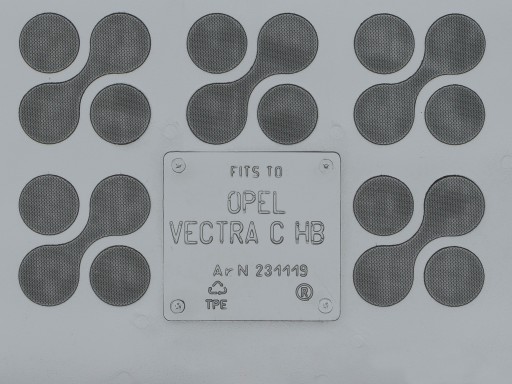 FITS TO
OPEL
VECTRA C HB
Ar N 231119
TPE
®